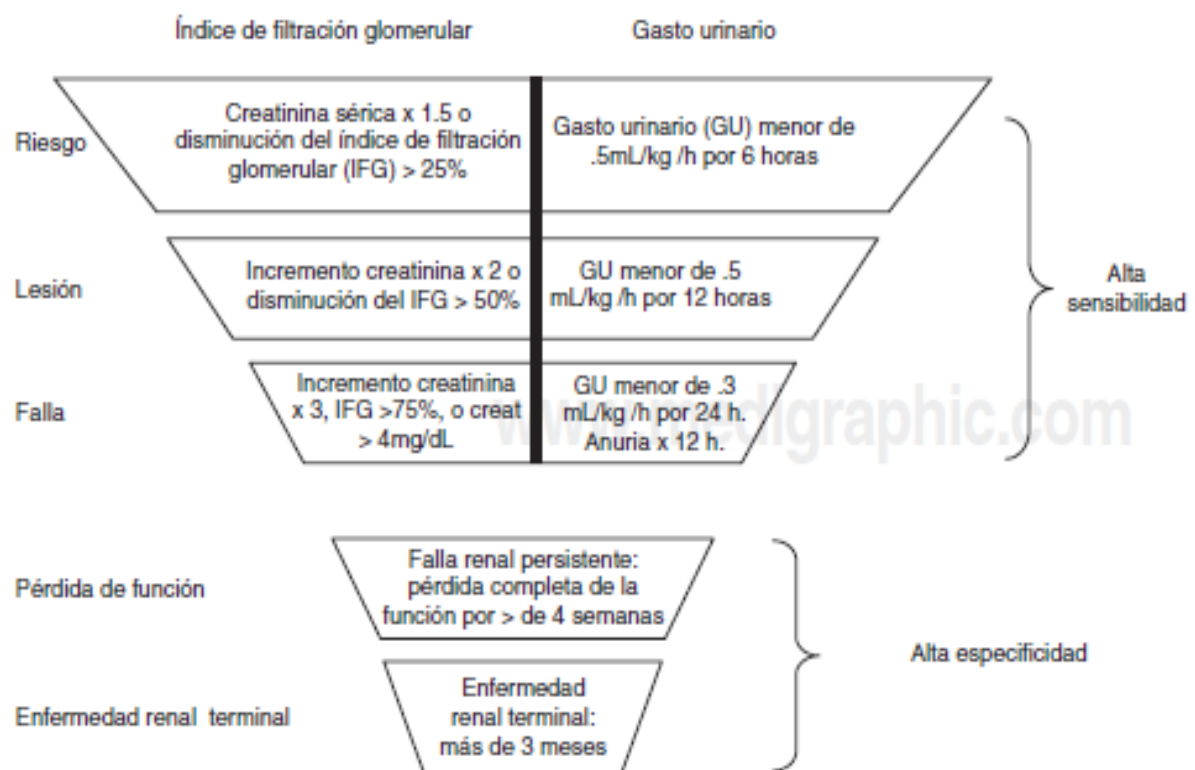 Índice de filtración glomerular
Gasto urinario
Riesgo
Creatinina sérica x 1.5 o
disminución del índice de filtración
glomerular (IFG) > 25%
Gasto urinario (GU) menor de
.5mL/kg /h por 6 horas
Lesión
Incremento creatinina x 2 o
disminución del IFG > 50%
GU menor de .5
mL/kg /h por 12 horas
Alta
sensibilidad
Falla
Incremento creatinina
x 3, IFG >75%, o creat
> 4mg/dL
GU menor de .3
mL/kg /h por 24 h.
Anuria x 12 h.
www.medigraphic.com
Pérdida de función
Falla renal persistente:
pérdida completa de la
función por > de 4 semanas
Alta especificidad
Enfermedad renal terminal
Enfermedad
renal terminal:
más de 3 meses